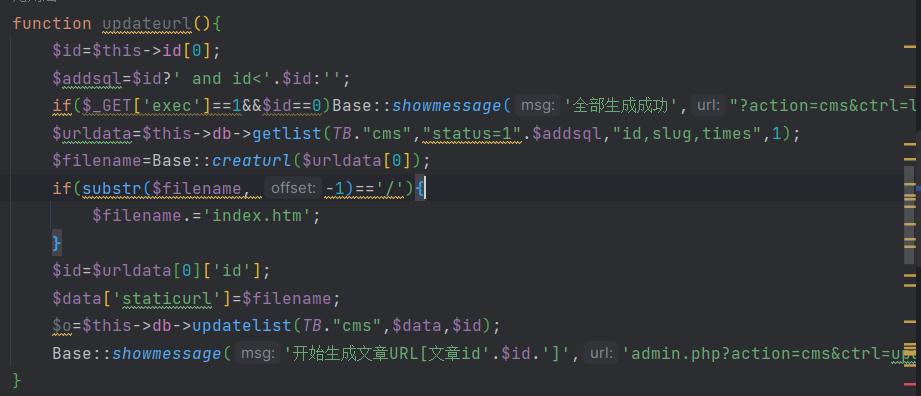 function updateurl(){
$id=$this->id[0];
$addsql=$id?' and id<'.$id:'';
if($_GET['exec']==1&&$id==0)Base::showmessage( msg: '全部生成成功', url: "?action=cms&ctrl=l
$urldata=$this->db->getlist(TB."cms","status=1".$addsql,"id,slug,times",1);
$filename=Base::creaturl($urldata[0]);
if(substr($filename, offset: -1)=='/'){
$filename.='index.htm';
}
$id=$urldata[0]['id'];
$data['staticurl']=$filename;
$o=$this->db->updatelist(TB."cms",$data,$id);
Base::showmessage( msg: '开始生成文章URL[文章id'.$id.']', url: 'admin.php?action=cms&ctrl=up
}